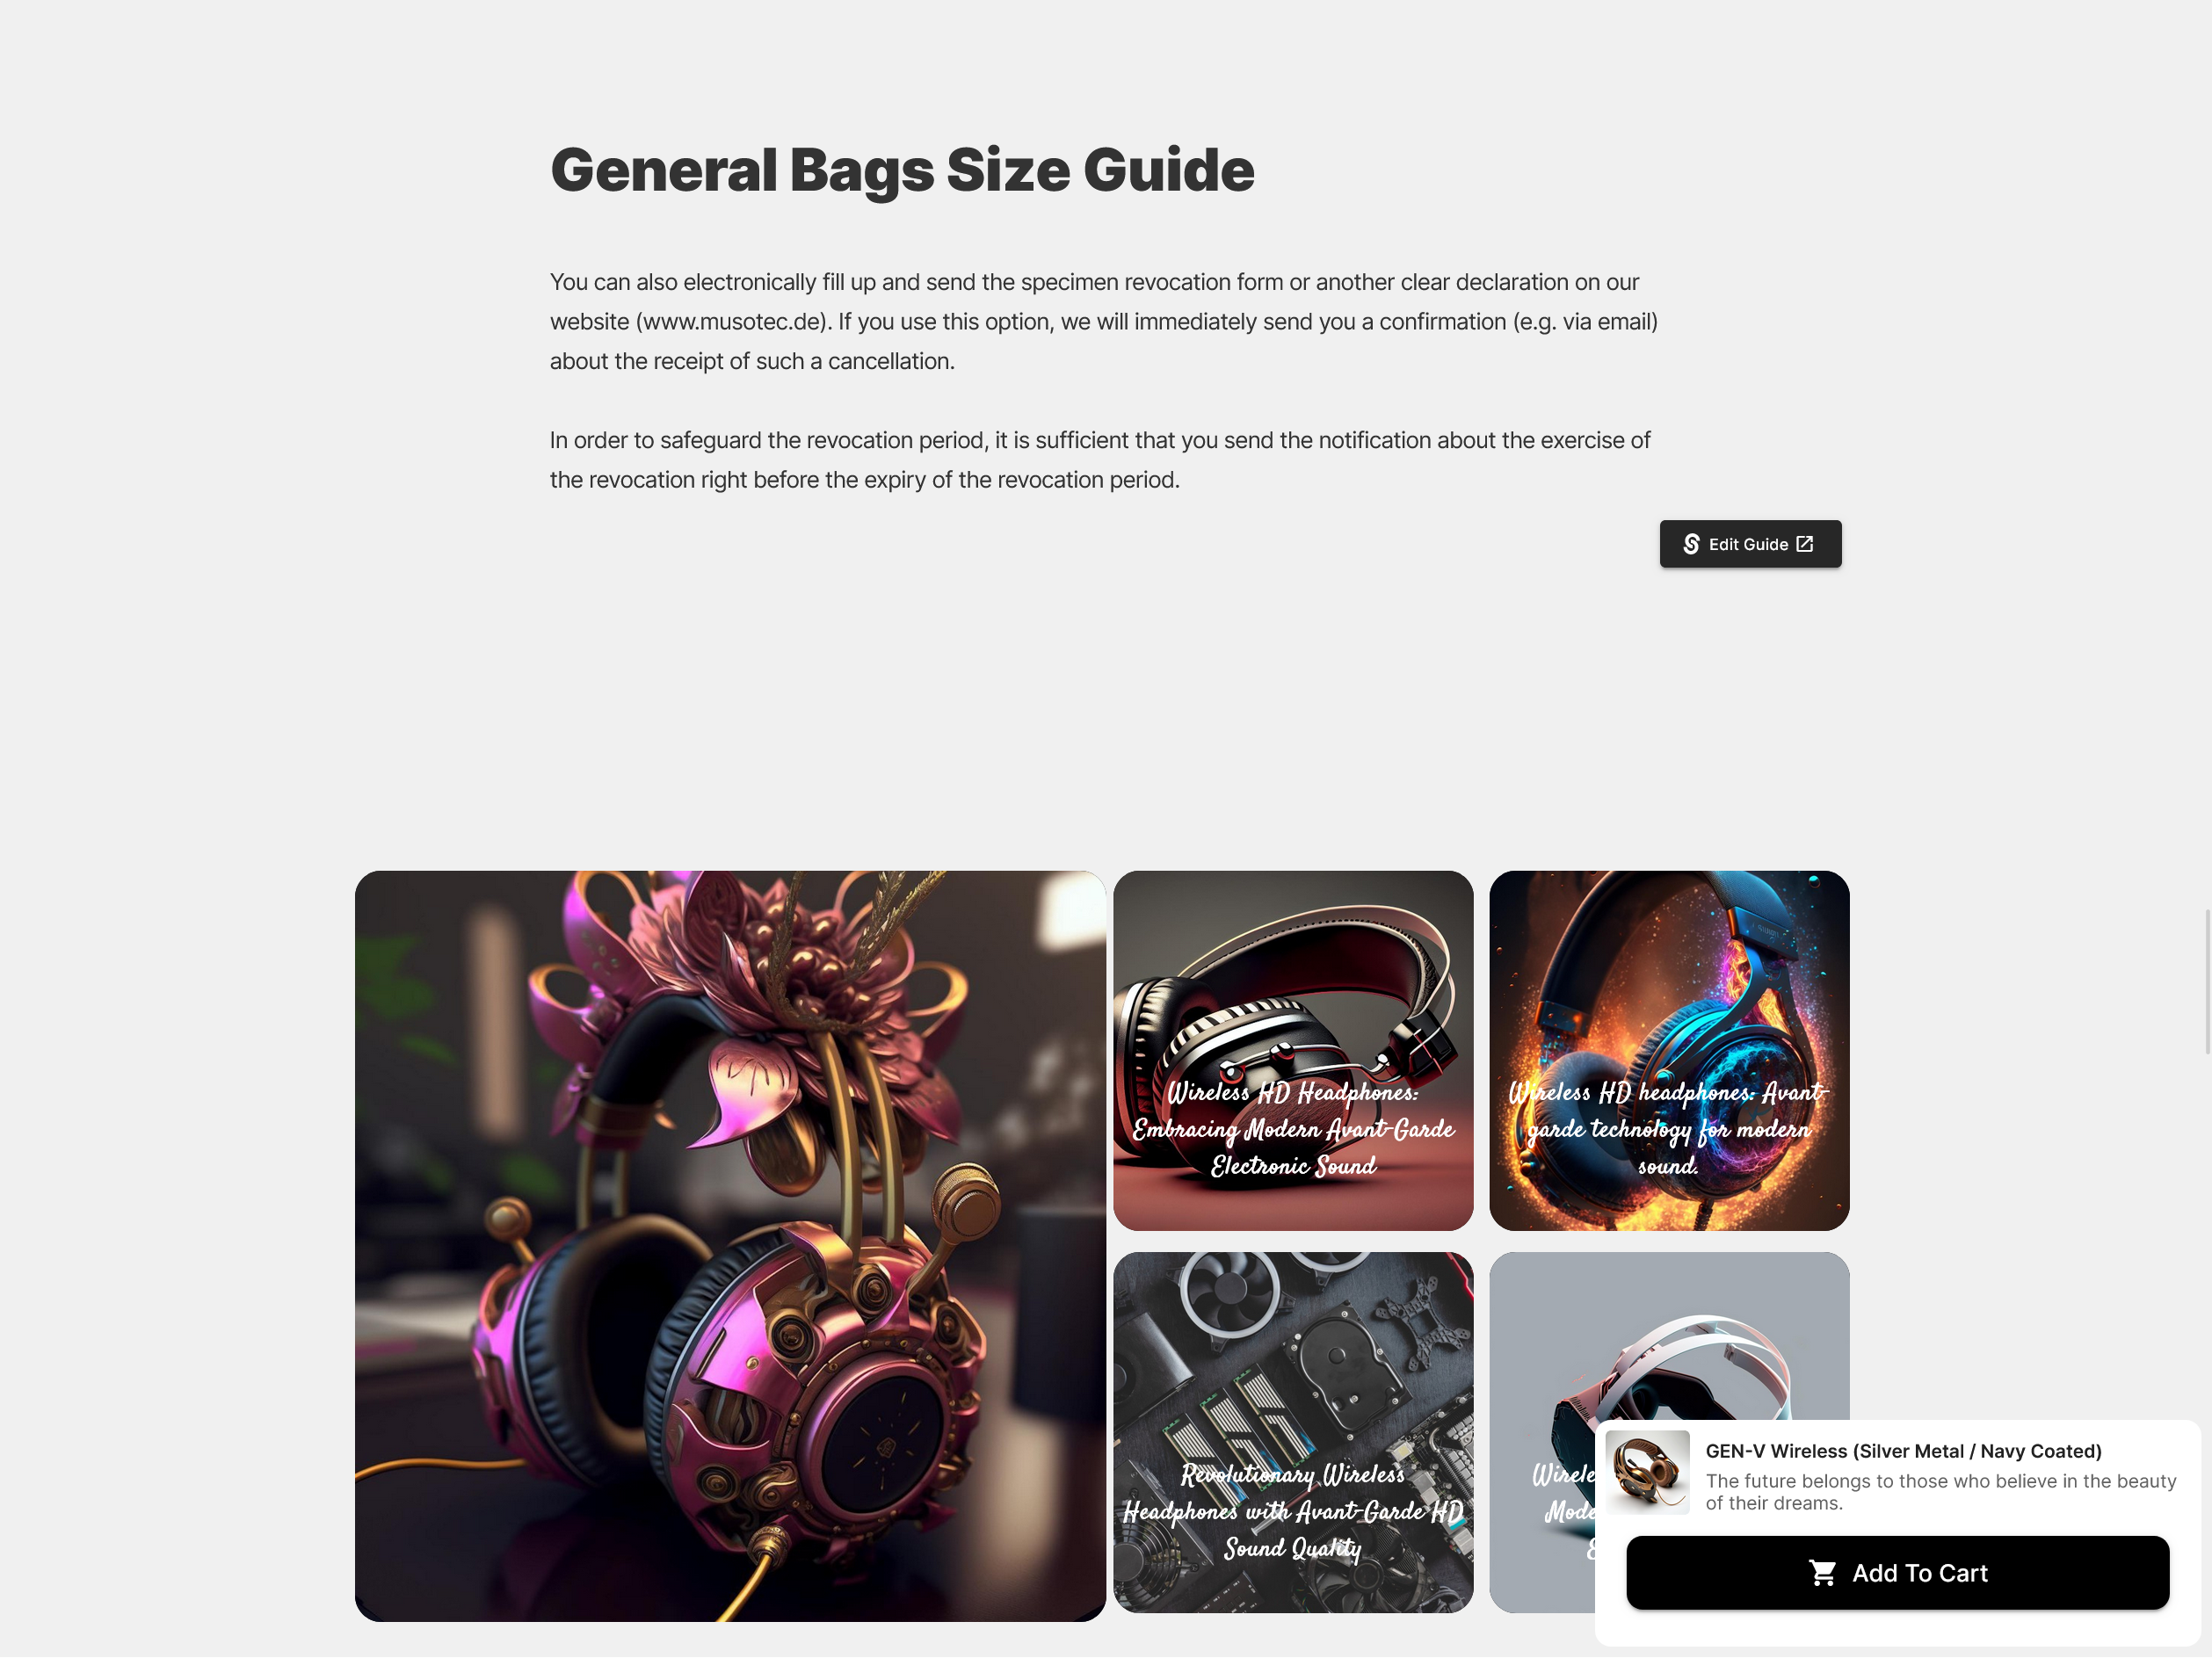 General Bags Size Guide
You can also electronically fill up and send the specimen revocation form or another clear declaration on our
website (www.musotec.de). If you use this option, we will immediately send you a confirmation (e.g. via email)
about the receipt of such a cancellation.
In order to safeguard the revocation period, it is sufficient that you send the notification about the exercise of
the revocation right before the expiry of the revocation period.
Edit Guide
Wireless HD Headphones:
Embracing Modern Avant-Garde
Electronic Sound
Wireless HD headphones: Avant-
garde technology for modern
sound.
Revolutionary Wireless
Headphones with Avant-Garde HD
Sound Quality
GEN-V Wireless (Silver Metal / Navy Coated)
The future belongs to those who believe in the beauty
of their dreams.
Add To Cart